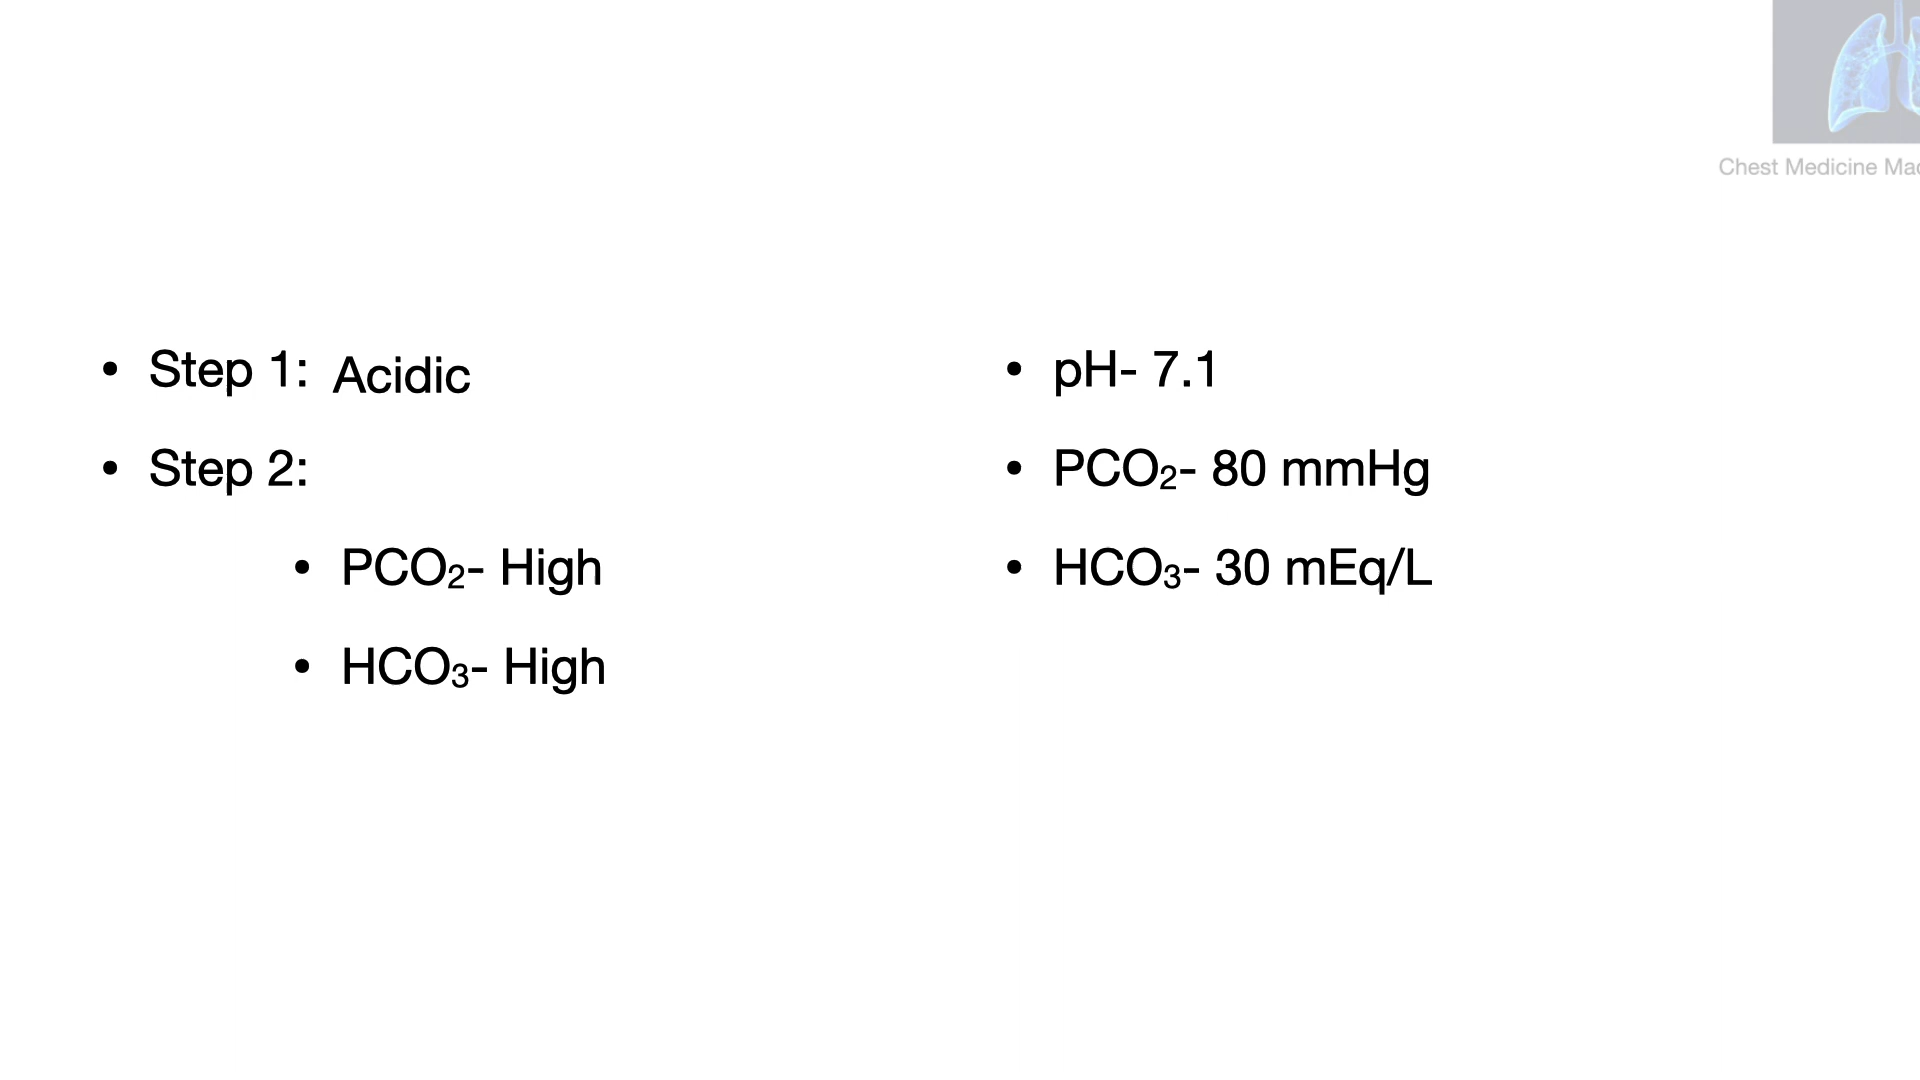 Chest Medicine Mad
• Step 1: Acidic
• Step 2:
• PCO₂- High
• HCO₃- High
• pH- 7.1
• PCO₂- 80 mmHg
• HCO₃- 30 mEq/L